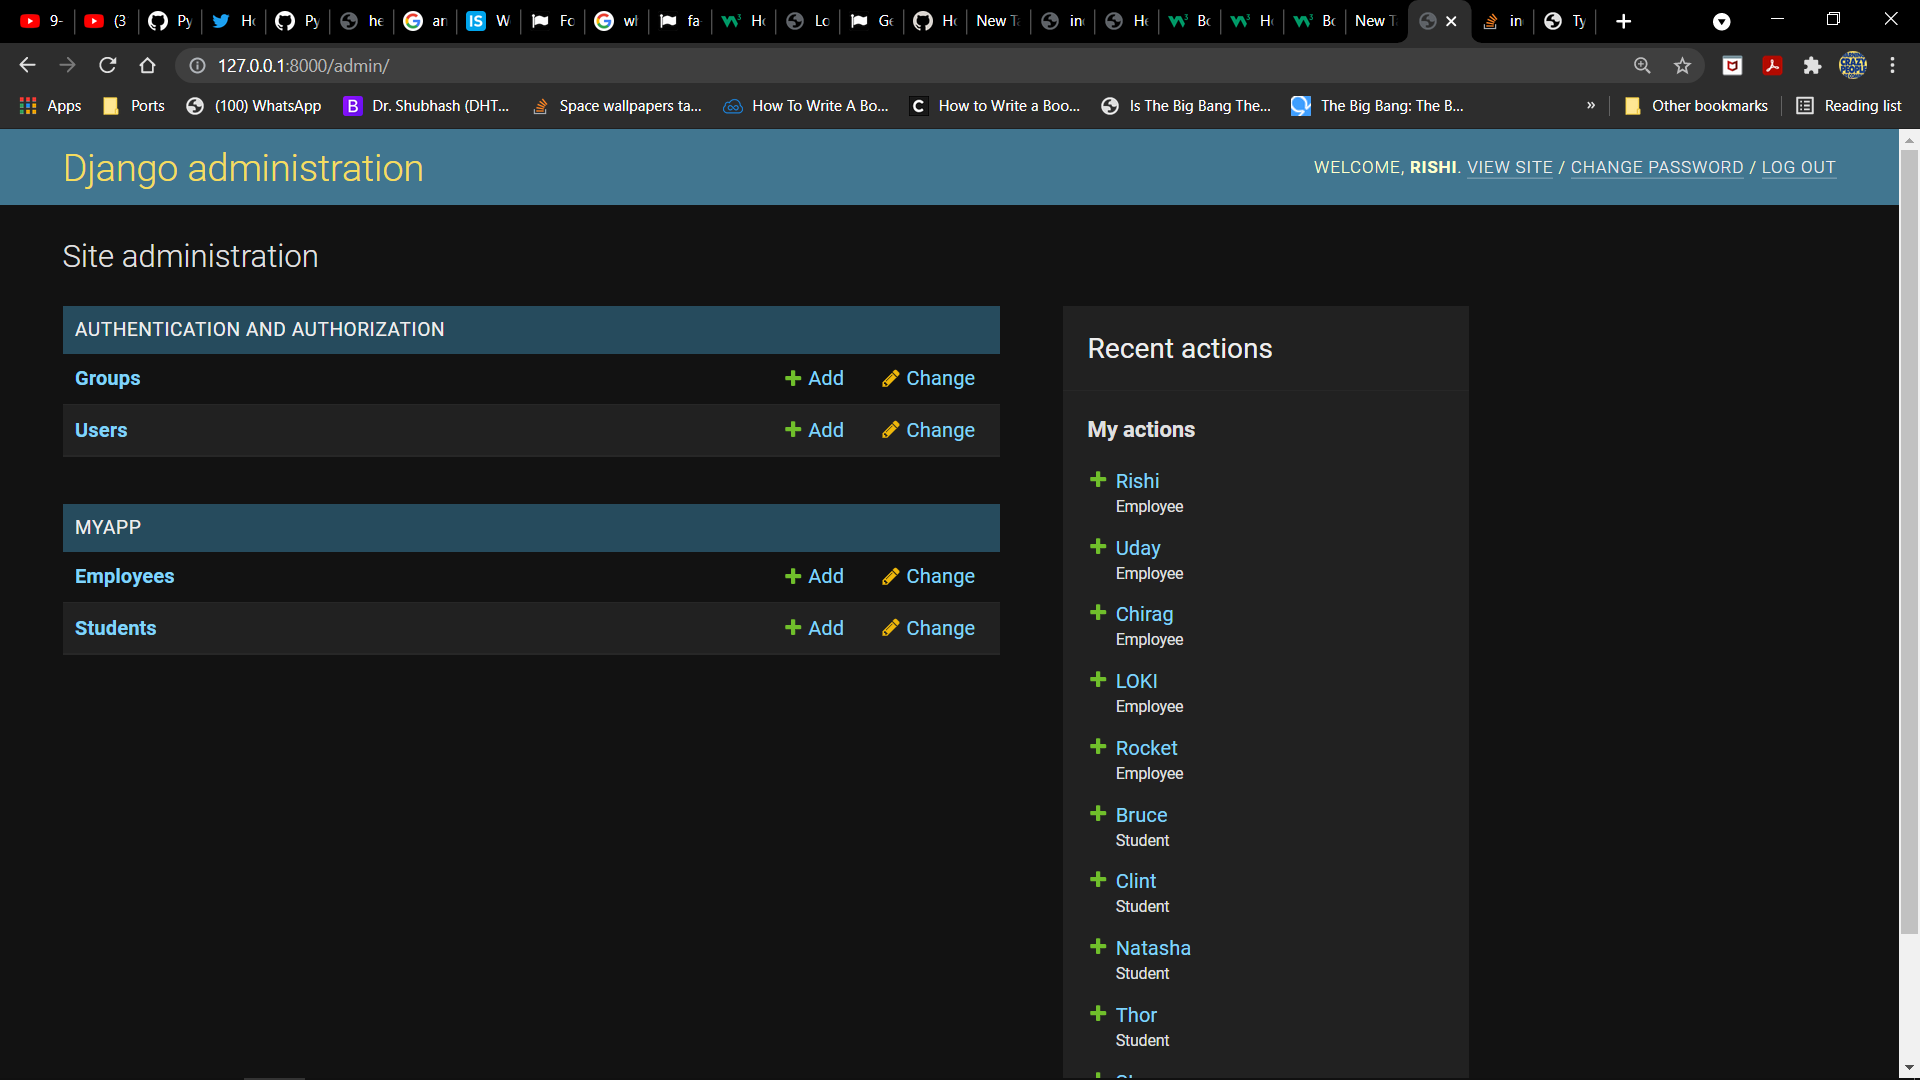 9-
(3
Py
Ho
Py
he
an
W
Fo
wh
fa
Ho
Lo
Ge
Ho
New T
in
He
Bo
Ho
Bo
New T
in
Ty
127.0.0.1:8000/admin/
Apps
Ports
(100) WhatsApp
Dr. Shubhash (DHT...
Space wallpapers ta...
How To Write A Bo...
How to Write a Boo...
Is The Big Bang The...
The Big Bang: The B...
»
Other bookmarks
Reading list
Django administration
WELCOME, RISHI. VIEW SITE / CHANGE PASSWORD / LOG OUT
Site administration
AUTHENTICATION AND AUTHORIZATION
Groups
Add
Change
Users
Add
Change
MYAPP
Employees
Add
Change
Students
Add
Change
Recent actions
My actions
Rishi
Employee
Uday
Employee
Chirag
Employee
LOKI
Employee
Rocket
Employee
Bruce
Student
Clint
Student
Natasha
Student
Thor
Student